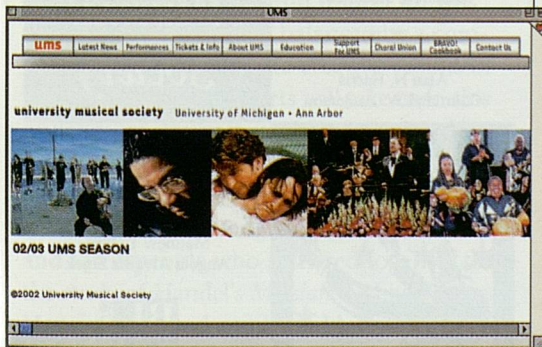 UMS
ums Latest News Performances Tickets & Info About UMS Education Support For UMS Choral Union BRAVO! Cookbook Contact Us
university musical society University of Michigan • Ann Arbor
02/03 UMS SEASON
©2002 University Musical Society